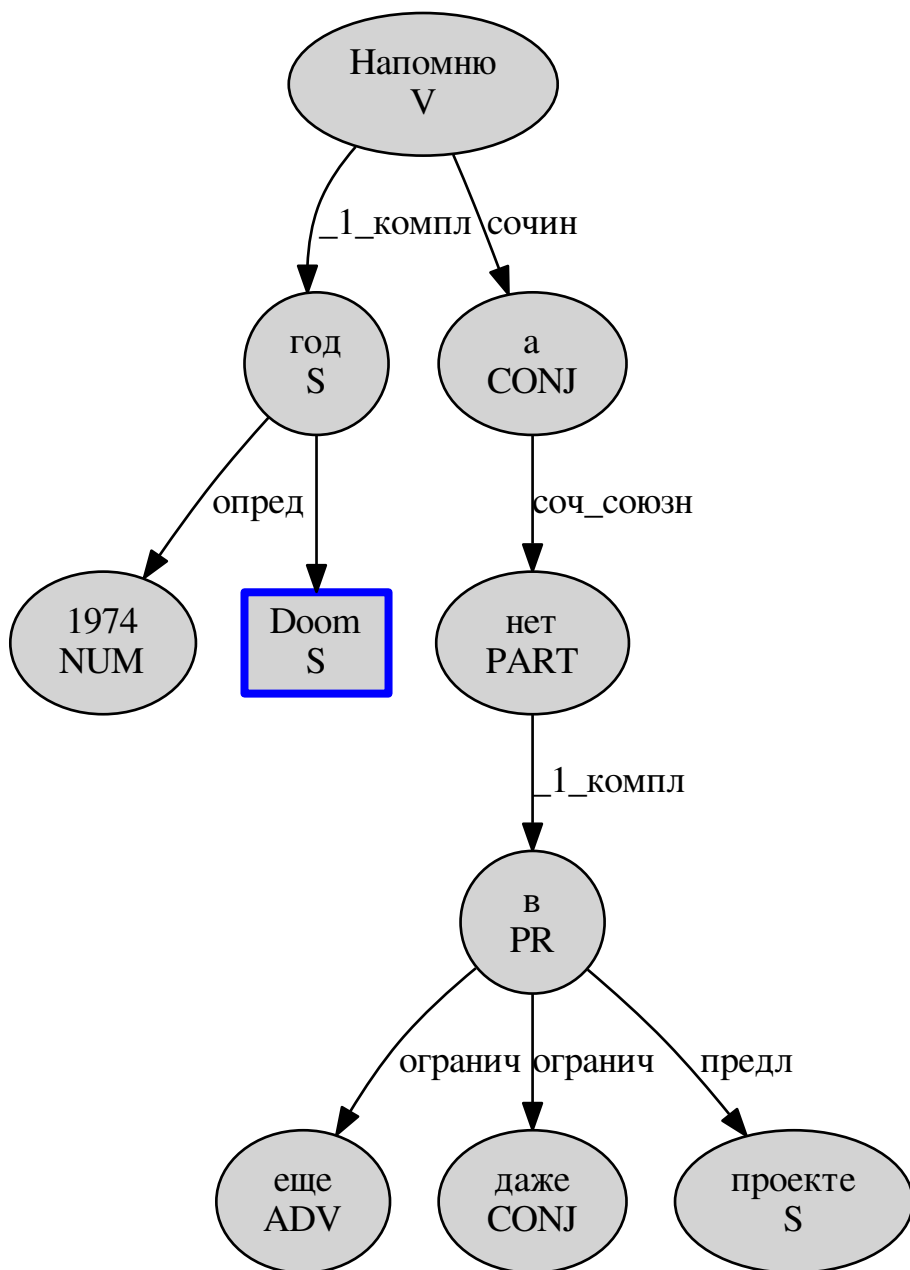 Напомню
V
_1_компл
сочин
год
S
а
CONJ
опред
соч_союзн
1974
NUM
Doom
S
нет
PART
_1_компл
в
PR
огранич
огранич
предл
еще
ADV
даже
CONJ
проекте
S